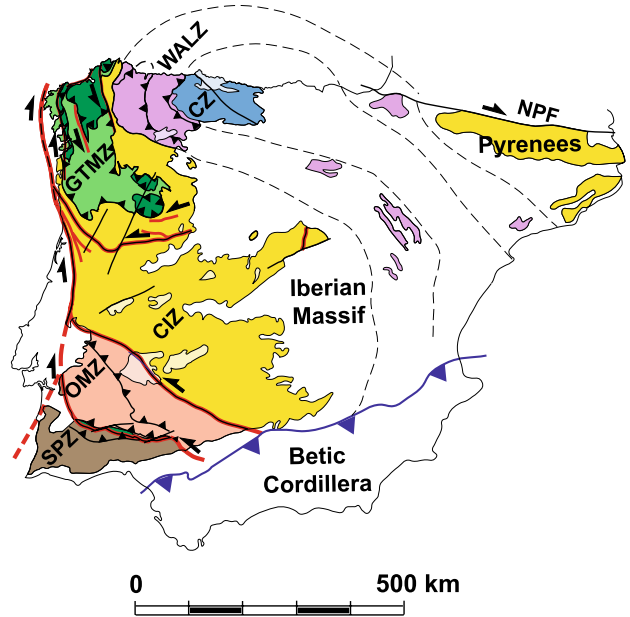 WALZ
CZ
NPF
Pyrenees
GTMZ
Iberian
Massif
CIZ
OMZ
SPZ
Betic
Cordillera
0
500 km